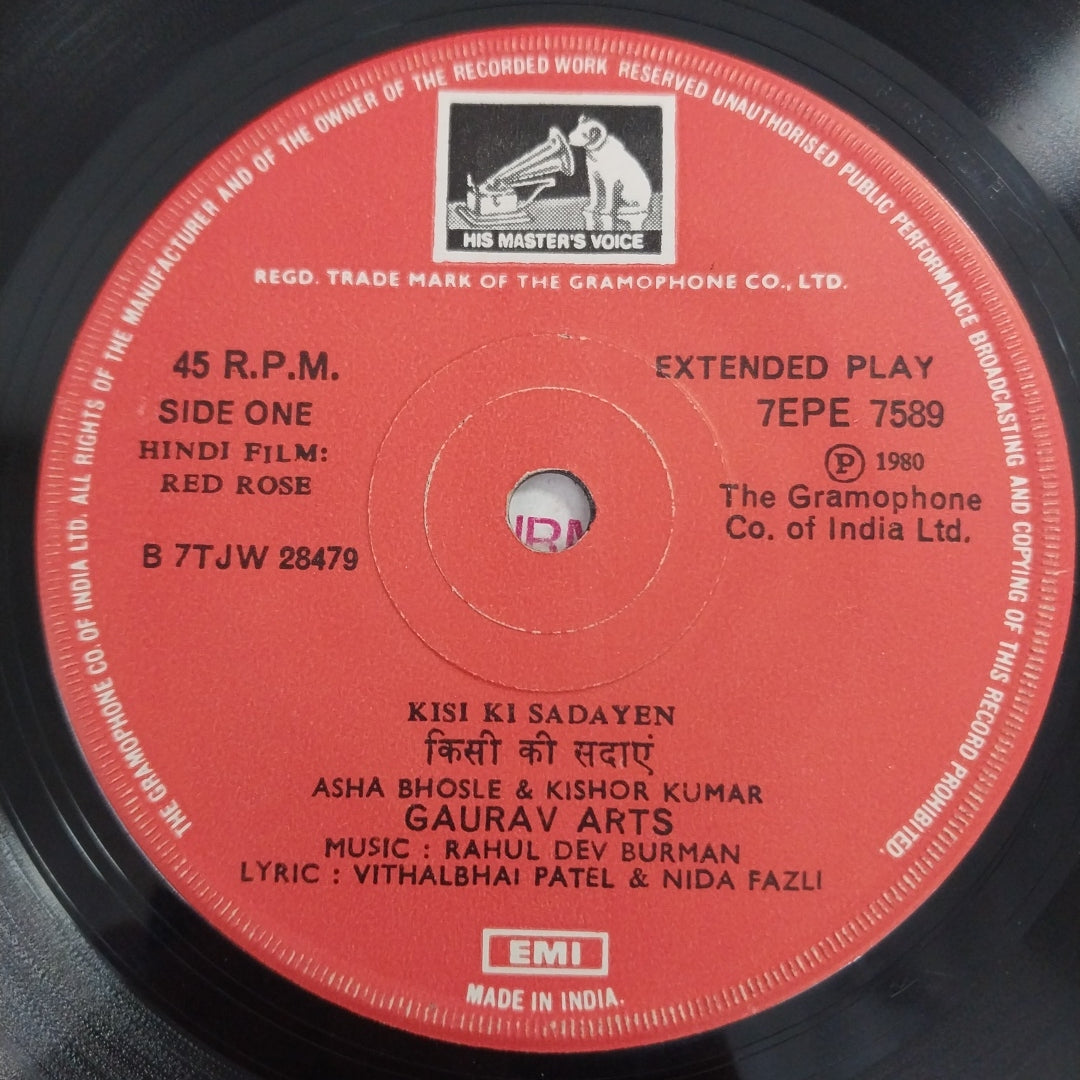 THE GRAMOPHONE CO. OF INDIA LTD. ALL RIGHTS OF THE MANUFACTURER AND OF THE OWNER OF THE RECORDED WORK RESERVED UNAUTHORISED PUBLIC PERFORMANCE BROADCASTING AND COPYING OF THIS RECORD PROHIBITED.
HIS MASTER'S VOICE
REGD. TRADE MARK OF THE GRAMOPHONE CO., LTD.
45 R.P.M.
SIDE ONE
HINDI FILM:
RED ROSE
B 7TJW 28479
EXTENDED PLAY
7EPE 7589
Ⓟ 1980
The Gramophone
Co. of India Ltd.
KISI KI SADAYEN
किसी की सदाएं
ASHA BHOSLE & KISHOR KUMAR
GAURAV ARTS
MUSIC : RAHUL DEV BURMAN
LYRIC : VITHALBHAI PATEL & NIDA FAZLI
EMI
MADE IN INDIA.